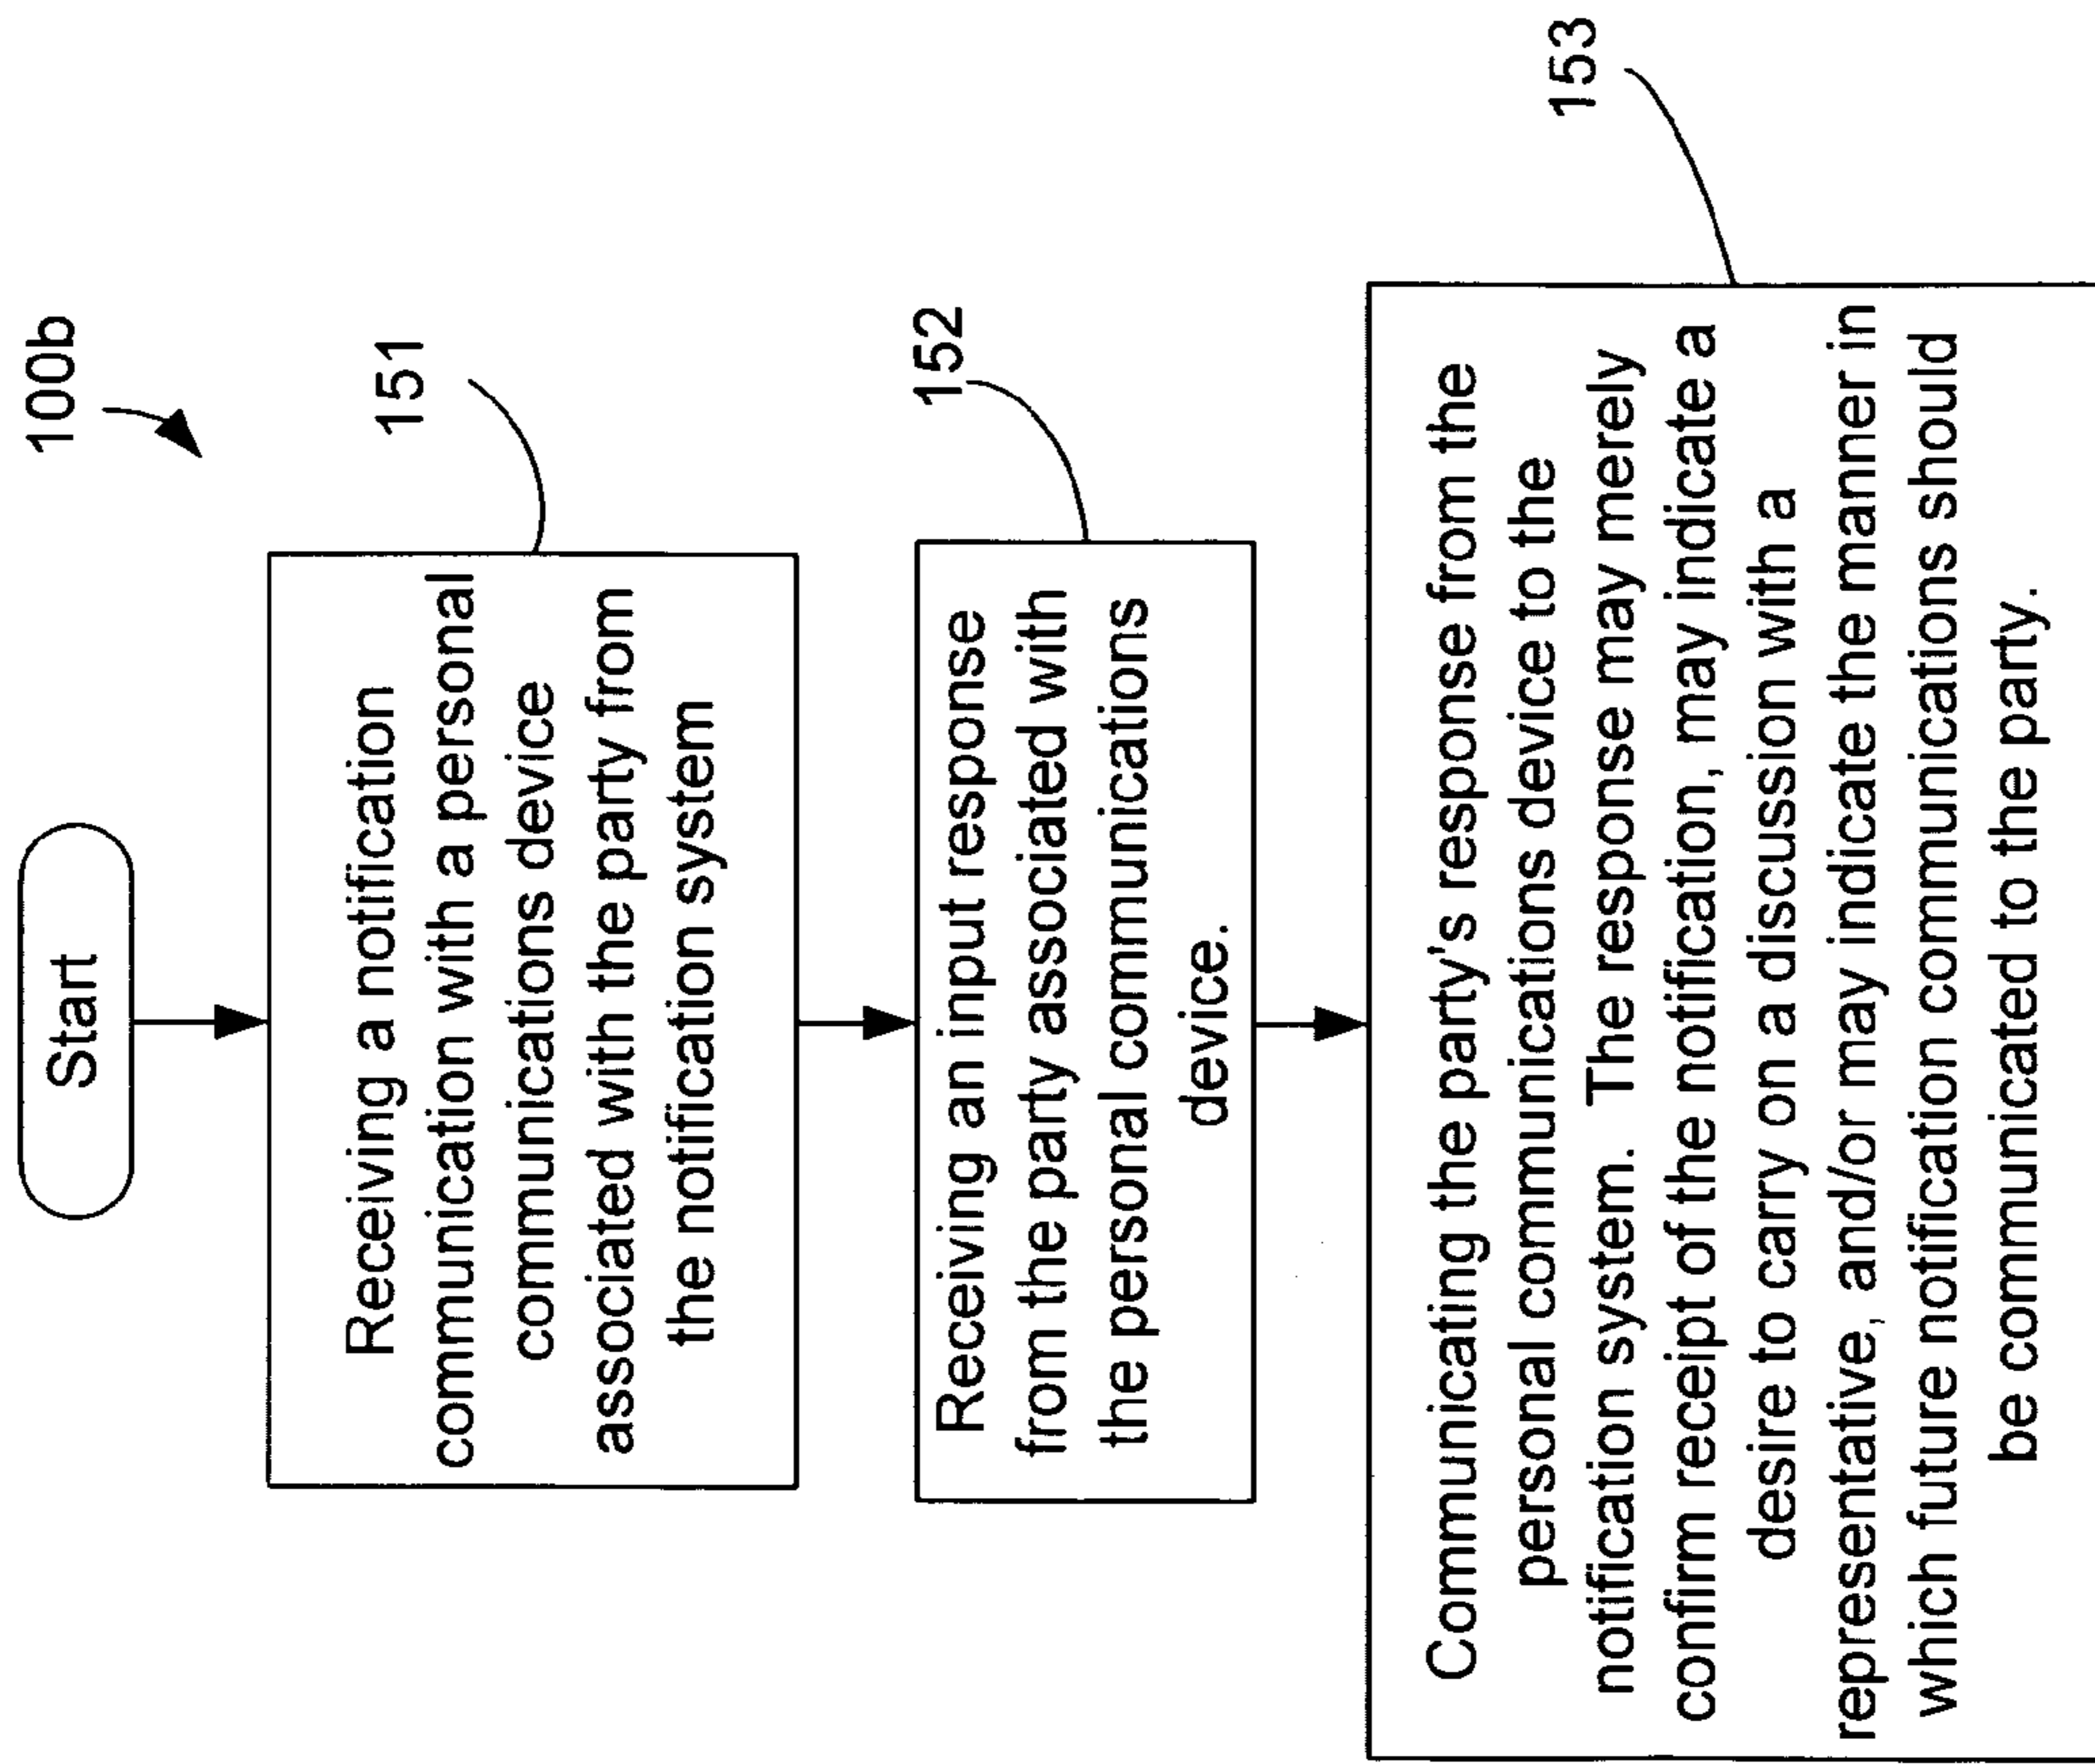 100b
Start
151
Receiving a notification
communication with a personal
communications device
associated with the party from
the notification system
152
Receiving an input response
from the party associated with
the personal communications
device.
153
Communicating the party's response from the
personal communications device to the
notification system. The response may merely
confirm receipt of the notification, may indicate a
desire to carry on a discussion with a
representative, and/or may indicate the manner in
which future notification communications should
be communicated to the party.